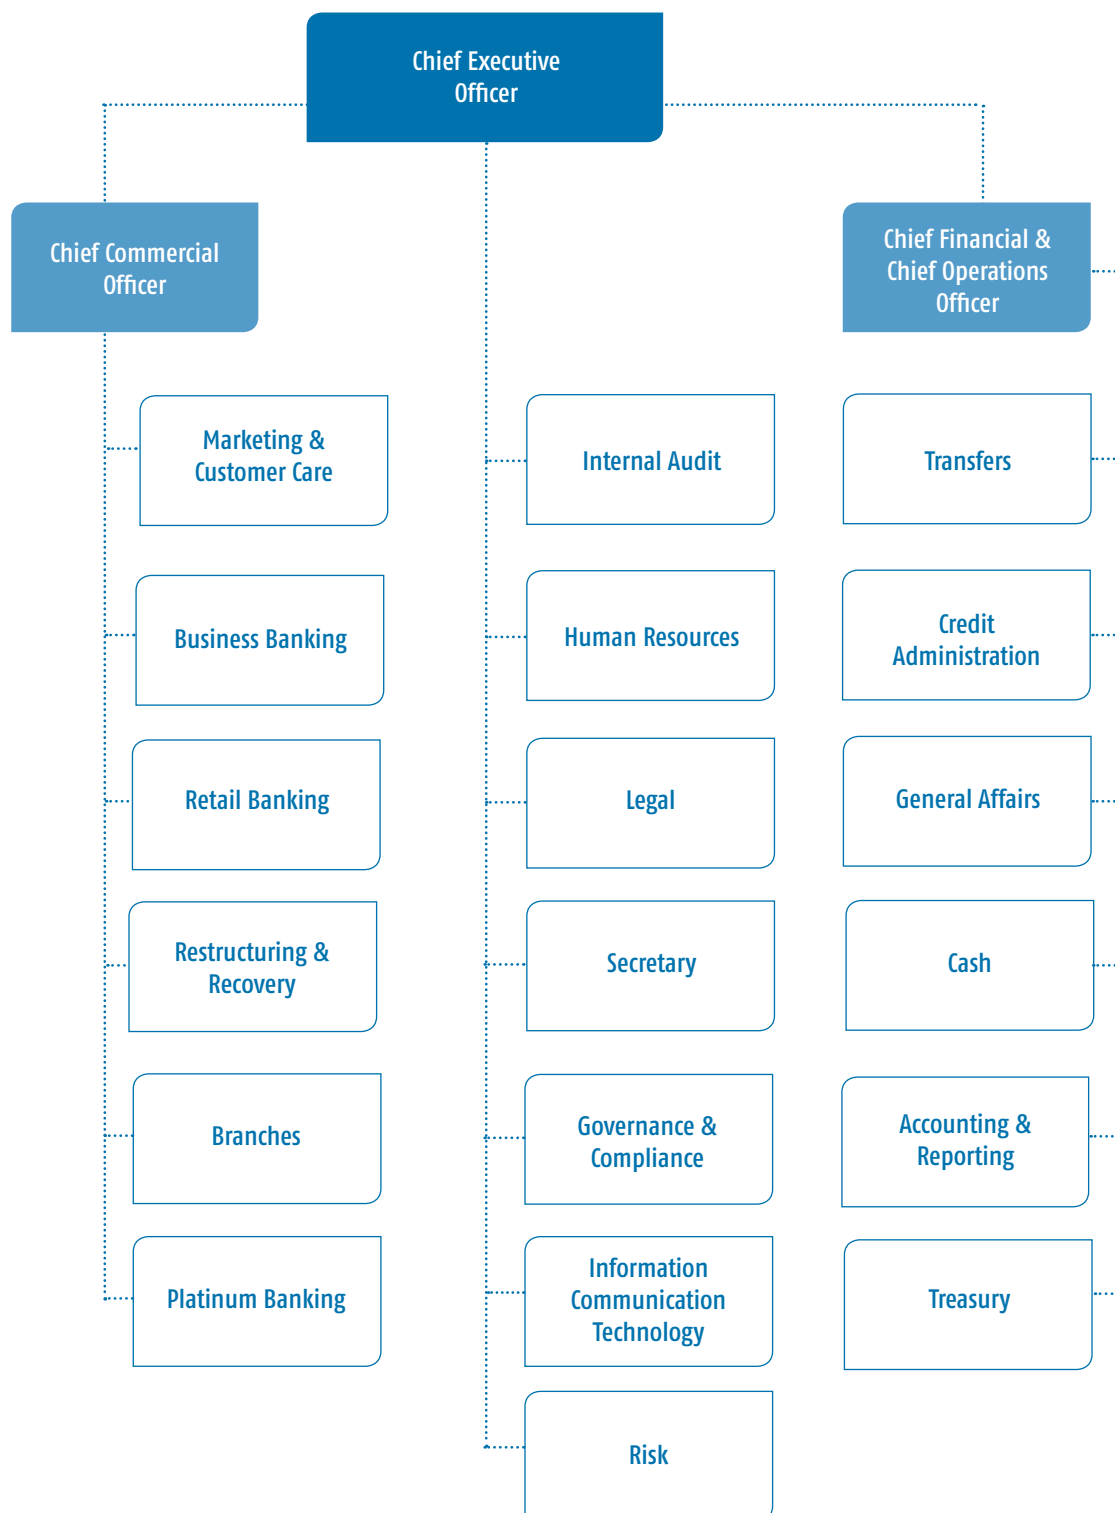 Chief Executive
Officer
Chief Commercial
Officer
Chief Financial &
Chief Operations
Officer
Marketing &
Customer Care
Business Banking
Retail Banking
Restructuring &
Recovery
Branches
Platinum Banking
Internal Audit
Human Resources
Legal
Secretary
Governance &
Compliance
Information
Communication
Technology
Risk
Transfers
Credit
Administration
General Affairs
Cash
Accounting &
Reporting
Treasury